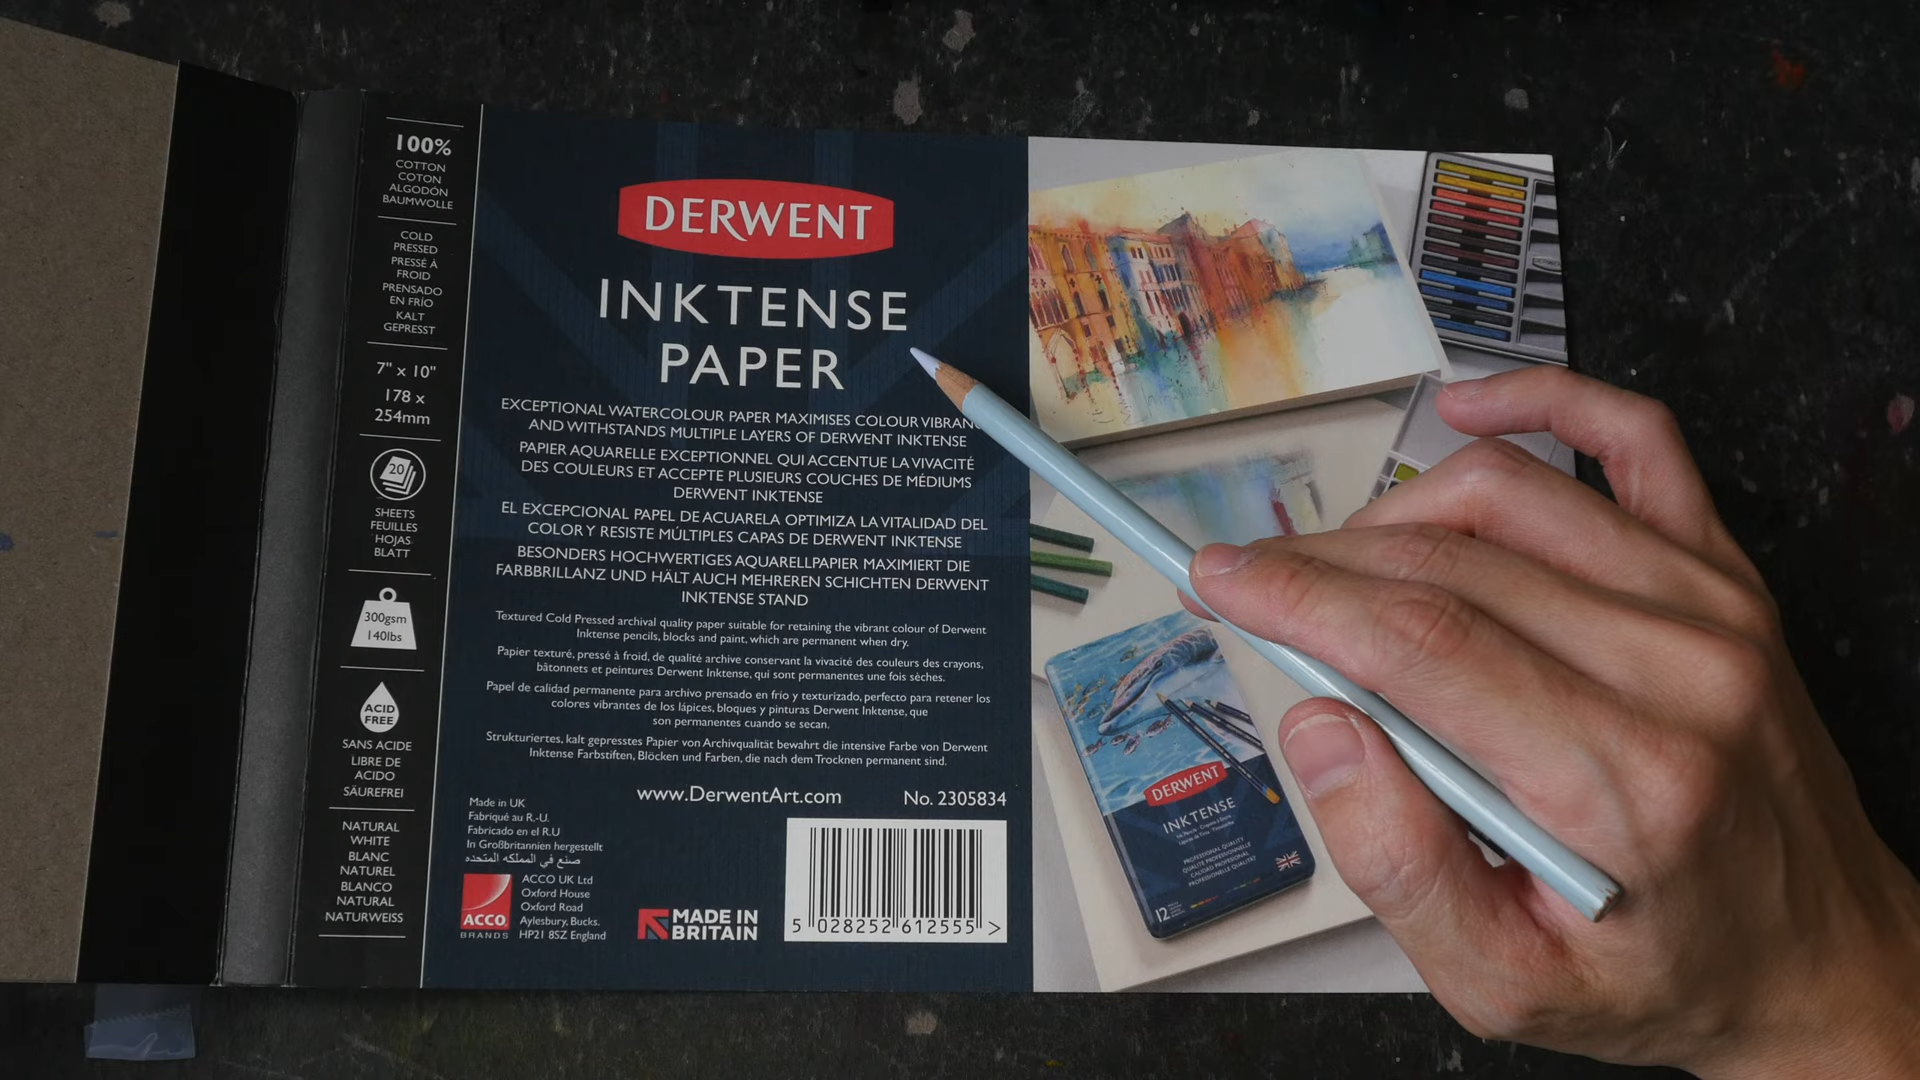 100%
COTTON
COTON
ALGODÓN
BAUMWOLLE
COLD
PRESSED
PRESSÉ À
FROID
PRENSADO
EN FRÍO
KALT
GEPRESST
7" x 10"
178 x
254mm
20
SHEETS
FEUILLES
HOJAS
BLATT
300gsm
140lbs
ACID
FREE
SANS ACIDE
LIBRE DE
ACIDO
SÄUREFREI
NATURAL
WHITE
BLANC
NATUREL
BLANCO
NATURAL
NATURWEISS
DERWENT
INKTENSE
PAPER
EXCEPTIONAL WATERCOLOUR PAPER MAXIMISES COLOUR
AND WITHSTANDS MULTIPLE LAYERS OF DERWENT INKTENSE
PAPIER AQUARELLE EXCEPTIONNEL QUI ACCENTUE LA VIVACITÉ
DES COULEURS ET ACCEPTE PLUSIEURS COUCHES DE MÉDIUMS
DERWENT INKTENSE
EL EXCEPCIONAL PAPEL DE ACUARELA OPTIMIZA LA VITALIDAD DEL
COLOR Y RESISTE MÚLTIPLES CAPAS DE DERWENT INKTENSE
BESONDERS HOCHWERTIGES AQUARELLPAPIER MAXIMIERT DIE
FARBBRILLANZ UND HÄLT AUCH MEHREREN SCHICHTEN DERWENT
INKTENSE STAND
Textured Cold Pressed archival quality paper suitable for retaining the vibrant colour of Derwent
Inktense pencils, blocks and paint, which are permanent when dry.
Papier texturé, pressé à froid, de qualité archive conservant la vivacité des couleurs des crayons,
bâtonnets et peintures Derwent Inktense, qui sont permanentes une fois sèches.
Papel de calidad permanente para archivo prensado en frío y texturizado, perfecto para retener los
colores vibrantes de los lápices, bloques y pinturas Derwent Inktense, que
son permanentes cuando se secan.
Strukturiertes, kalt gepresstes Papier von Archivqualität bewahrt die intensive Farbe von Derwent
Inktense Farbstiften, Blöcken und Farben, die nach dem Trocknen permanent sind.
www.DerwentArt.com
No. 2305834
Made in UK
Fabriqué au R.-U.
Fabricado en el R.U
In Großbritannien hergestellt
صنع في المملكه المتحده
ACCO
BRANDS
ACCO UK Ltd
Oxford House
Oxford Road
Aylesbury, Bucks.
HP21 8SZ England
MADE IN
BRITAIN
5 028252 612555 >
DERWENT
INKTENSE
PROFESSIONAL QUALITY
QUALITÉ PROFESSIONNELLE
CALIDAD PROFESIONAL
PROFESSIONELLE QUALITÄT
12